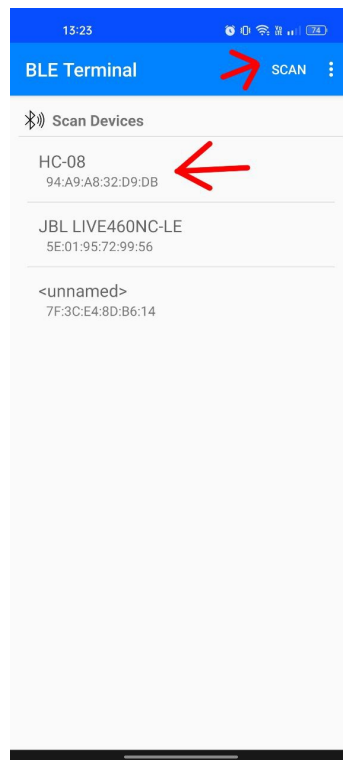 13:23 74
BLE Terminal SCAN
Scan Devices
HC-08
94:A9:A8:32:D9:DB
JBL LIVE460NC-LE
5E:01:95:72:99:56
<unnamed>
7F:3C:E4:8D:B6:14